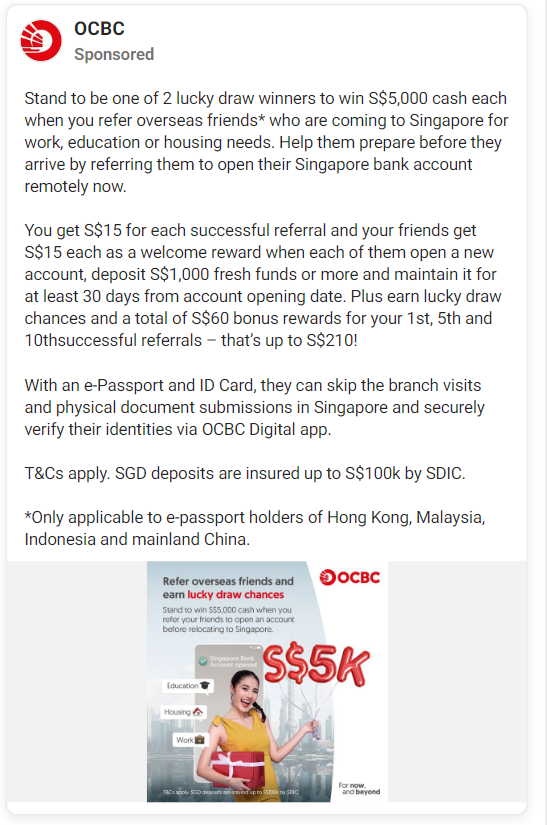 OCBC
Sponsored
Stand to be one of 2 lucky draw winners to win S$5,000 cash each
when you refer overseas friends* who are coming to Singapore for
work, education or housing needs. Help them prepare before they
arrive by referring them to open their Singapore bank account
remotely now.
You get S$15 for each successful referral and your friends get
S$15 each as a welcome reward when each of them open a new
account, deposit S$1,000 fresh funds or more and maintain it for
at least 30 days from account opening date. Plus earn lucky draw
chances and a total of S$60 bonus rewards for your 1st, 5th and
10thsuccessful referrals – that's up to S$210!
With an e-Passport and ID Card, they can skip the branch visits
and physical document submissions in Singapore and securely
verify their identities via OCBC Digital app.
T&Cs apply. SGD deposits are insured up to S$100k by SDIC.
*Only applicable to e-passport holders of Hong Kong, Malaysia,
Indonesia and mainland China.
OCBC
Refer overseas friends and
earn lucky draw chances
Stand to win S$5,000 cash when you
refer your friends to open an account
before relocating to Singapore.
S$5K
Singapore Bank
Account opened
Education
Housing
Work
For now,
and beyond
T&Cs apply. SGD deposits are insured up to S$100k by SDIC.